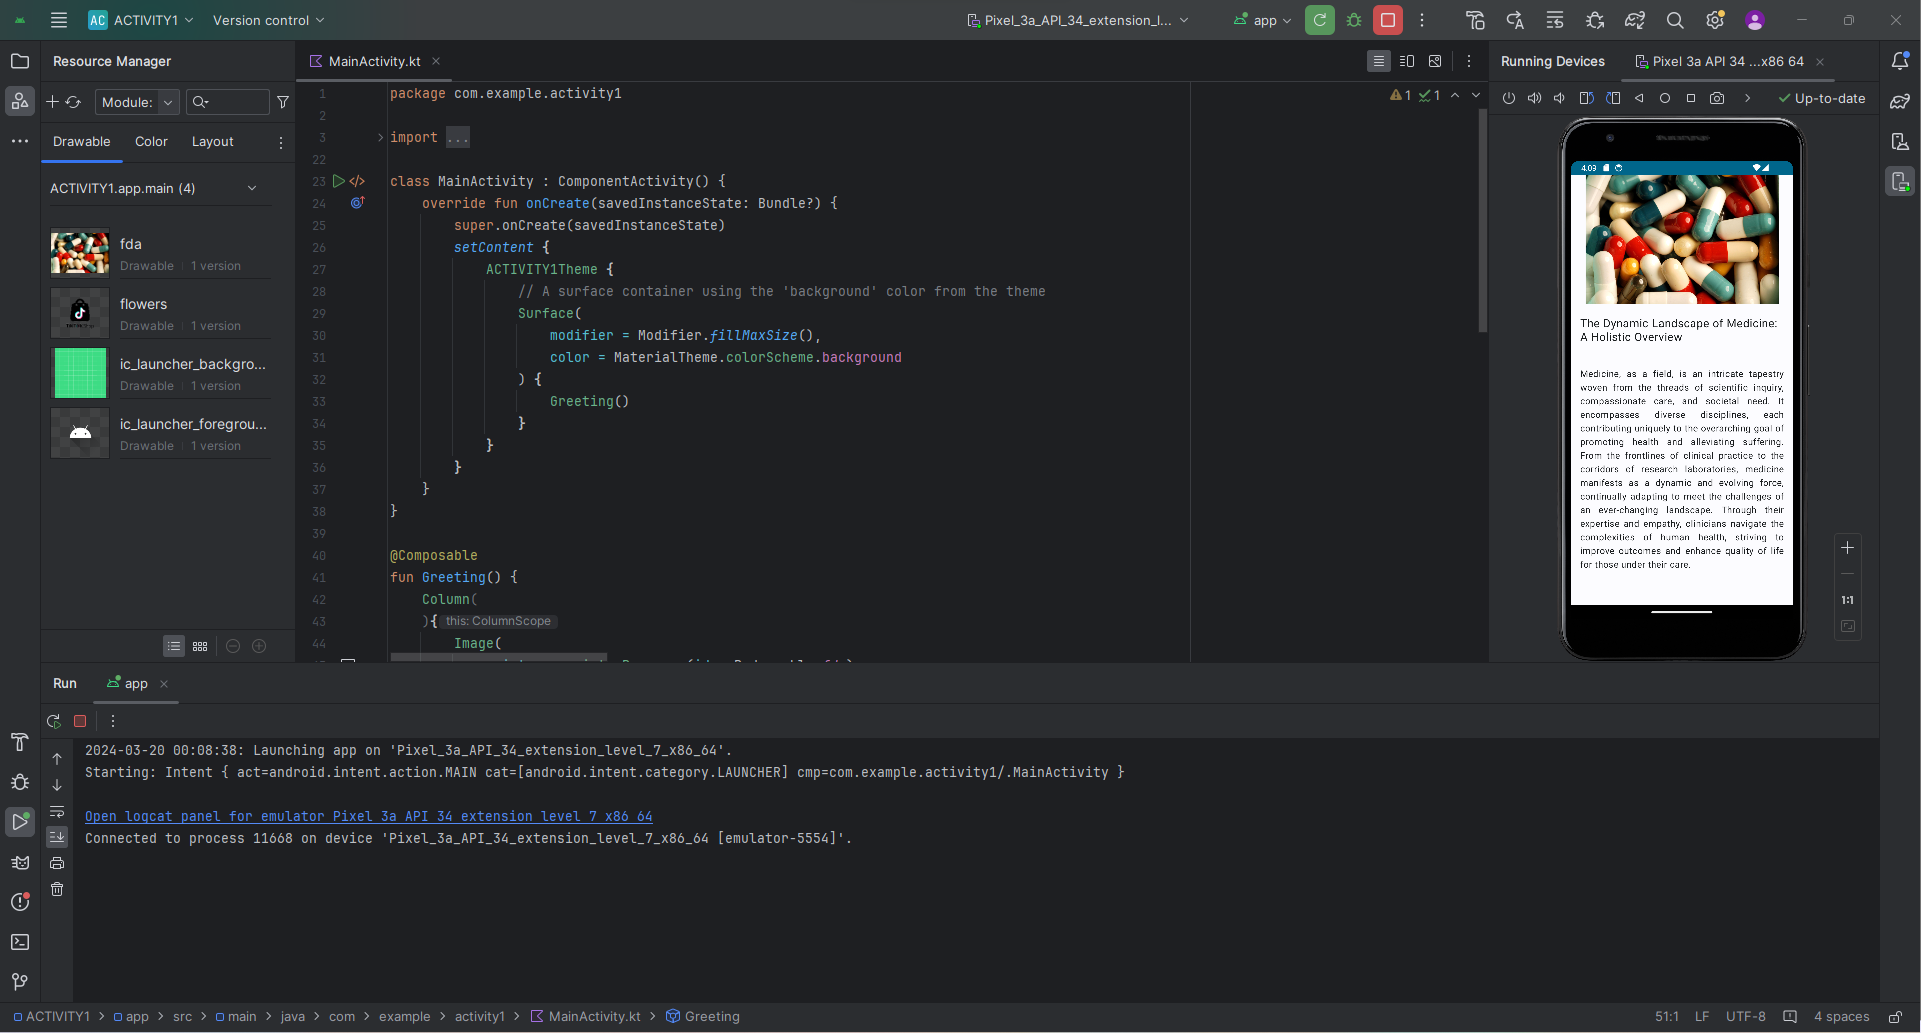 AC ACTIVITY1 Version control Pixel_3a_API_34_extension_l... app
Resource Manager
Module:
Drawable Color Layout
ACTIVITY1.app.main (4)
fda
Drawable 1 version
flowers
Drawable 1 version
ic_launcher_backgro...
Drawable 1 version
ic_launcher_foregrou...
Drawable 1 version
MainActivity.kt
1 1
1 package com.example.activity1
2
3 import ...
22
23 class MainActivity : ComponentActivity() {
24 override fun onCreate(savedInstanceState: Bundle?) {
25 super.onCreate(savedInstanceState)
26 setContent {
27 ACTIVITY1Theme {
28 // A surface container using the 'background' color from the theme
29 Surface(
30 modifier = Modifier.fillMaxSize(),
31 color = MaterialTheme.colorScheme.background
32 ) {
33 Greeting()
34 }
35 }
36 }
37 }
38 }
39
40 @Composable
41 fun Greeting() {
42 Column(
43 ){ this: ColumnScope
44 Image(
Running Devices Pixel 3a API 34 ...x86 64
Up-to-date
4:09
The Dynamic Landscape of Medicine:
A Holistic Overview
Medicine, as a field, is an intricate tapestry
woven from the threads of scientific inquiry,
compassionate care, and societal need. It
encompasses diverse disciplines, each
contributing uniquely to the overarching goal of
promoting health and alleviating suffering.
From the frontlines of clinical practice to the
corridors of research laboratories, medicine
manifests as a dynamic and evolving force,
continually adapting to meet the challenges of
an ever-changing landscape. Through their
expertise and empathy, clinicians navigate the
complexities of human health, striving to
improve outcomes and enhance quality of life
for those under their care.
1:1
Run app
2024-03-20 00:08:38: Launching app on 'Pixel_3a_API_34_extension_level_7_x86_64'.
Starting: Intent { act=android.intent.action.MAIN cat=[android.intent.category.LAUNCHER] cmp=com.example.activity1/.MainActivity }
Open logcat panel for emulator Pixel 3a API 34 extension level 7 x86 64
Connected to process 11668 on device 'Pixel_3a_API_34_extension_level_7_x86_64 [emulator-5554]'.
ACTIVITY1 > app > src > main > java > com > example > activity1 > MainActivity.kt > Greeting
51:1 LF UTF-8 4 spaces